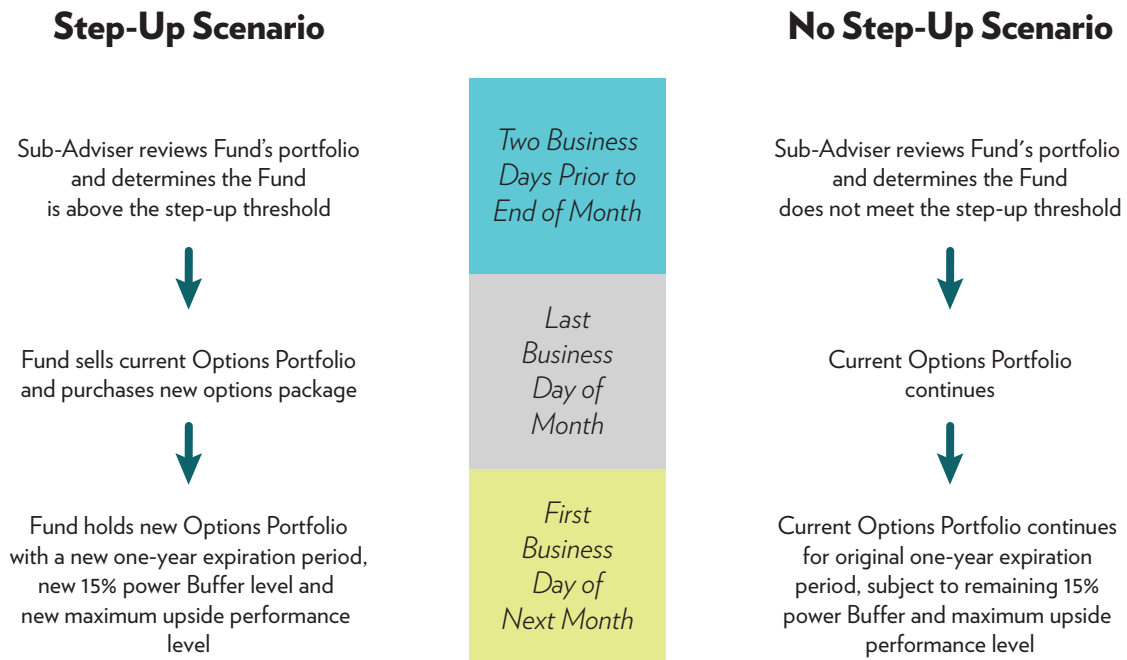 Step-Up Scenario
Sub-Adviser reviews Fund's portfolio
and determines the Fund
is above the step-up threshold
Fund sells current Options Portfolio
and purchases new options package
Fund holds new Options Portfolio
with a new one-year expiration period,
new 15% power Buffer level and
new maximum upside performance
level
Two Business
Days Prior to
End of Month
Last
Business
Day of
Month
First
Business
Day of
Next Month
No Step-Up Scenario
Sub-Adviser reviews Fund's portfolio
and determines the Fund
does not meet the step-up threshold
Current Options Portfolio
continues
Current Options Portfolio continues
for original one-year expiration
period, subject to remaining 15%
power Buffer and maximum upside
performance level